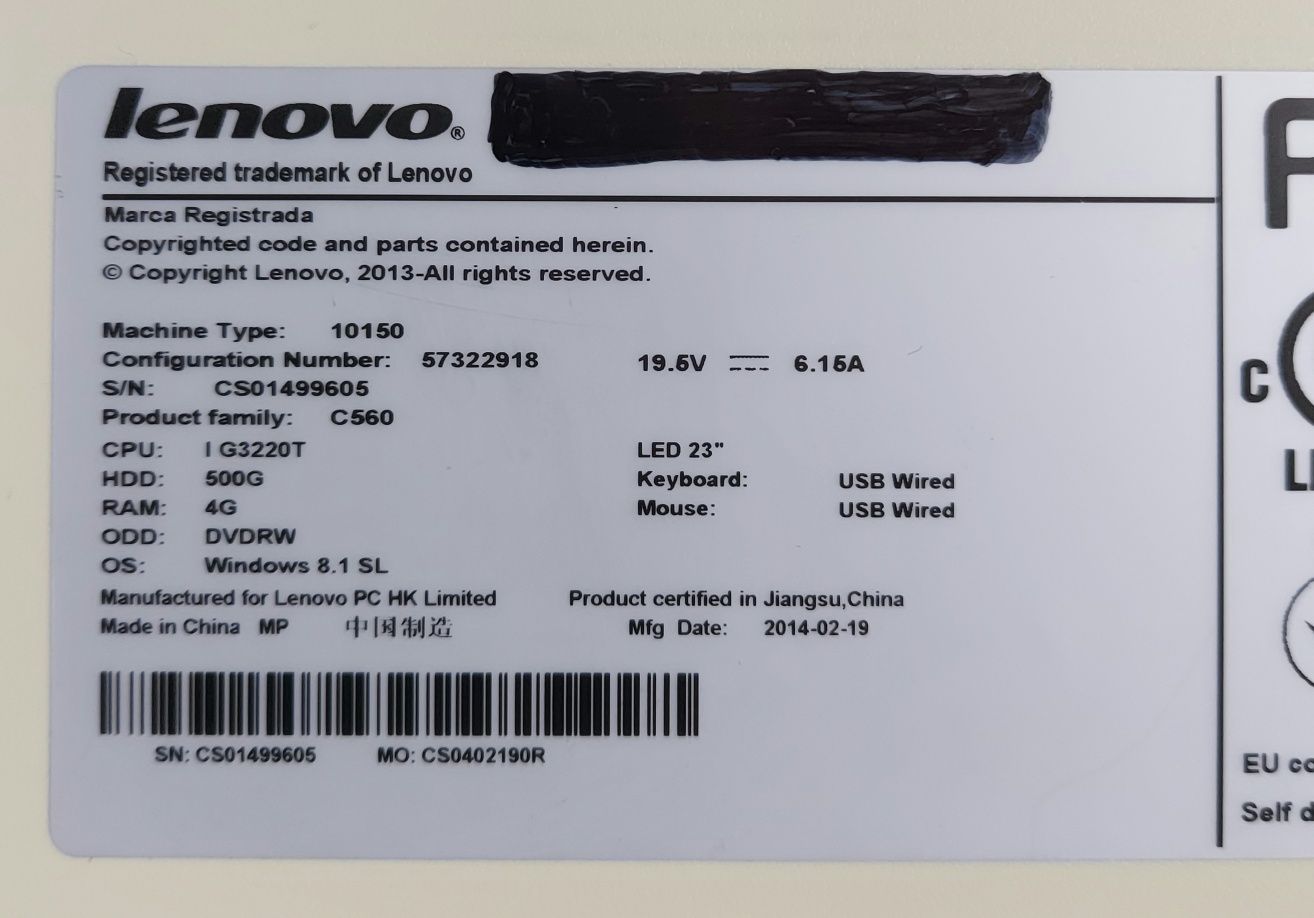 lenovo®
Registered trademark of Lenovo
Marca Registrada
Copyrighted code and parts contained herein.
© Copyright Lenovo, 2013-All rights reserved.
Machine Type: 10150
Configuration Number: 57322918 19.5V 6.15A
S/N: CS01499605
Product family: C560
CPU: I G3220T LED 23"
HDD: 500G Keyboard: USB Wired
RAM: 4G Mouse: USB Wired
ODD: DVDRW
OS: Windows 8.1 SL
Manufactured for Lenovo PC HK Limited Product certified in Jiangsu,China
Made in China MP 中国制造 Mfg Date: 2014-02-19
SN: CS01499605 MO: CS0402190R
C
EU
Self